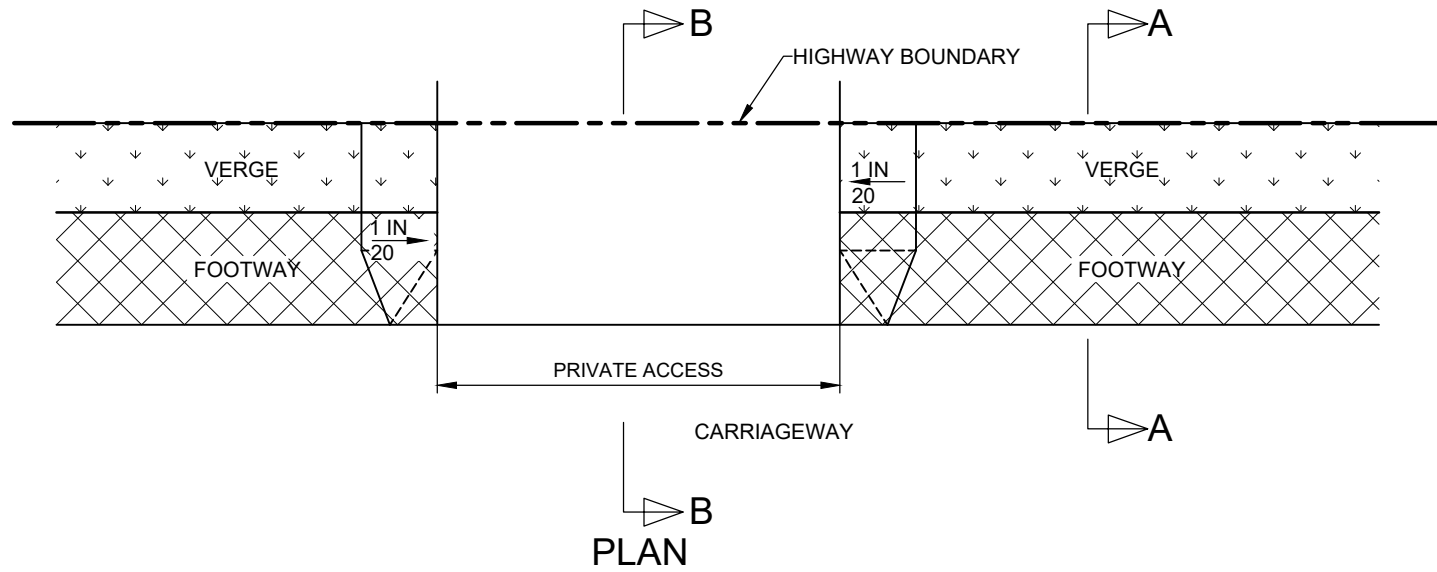 B
A
HIGHWAY BOUNDARY
VERGE
1 IN
20
VERGE
1 IN
20
FOOTWAY
FOOTWAY
PRIVATE ACCESS
CARRIAGEWAY
A
B
PLAN